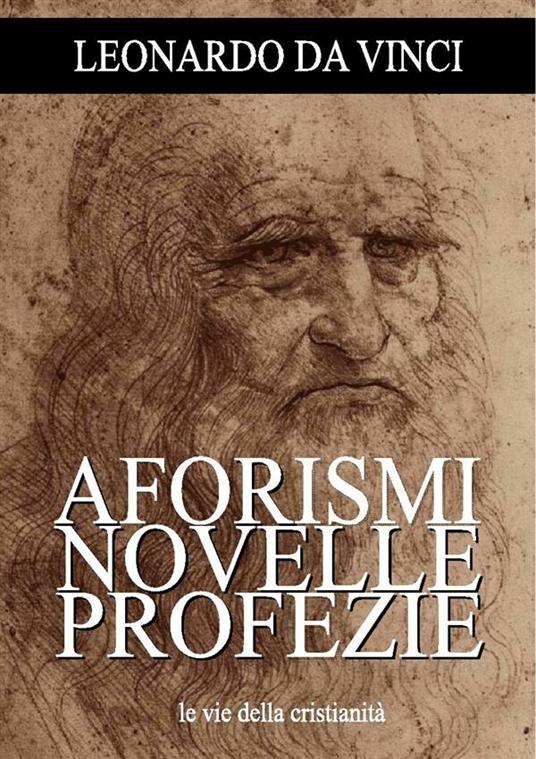 LEONARDO DA VINCI
AFORISMI
NOVELLE
PROFEZIE
le vie della cristianità